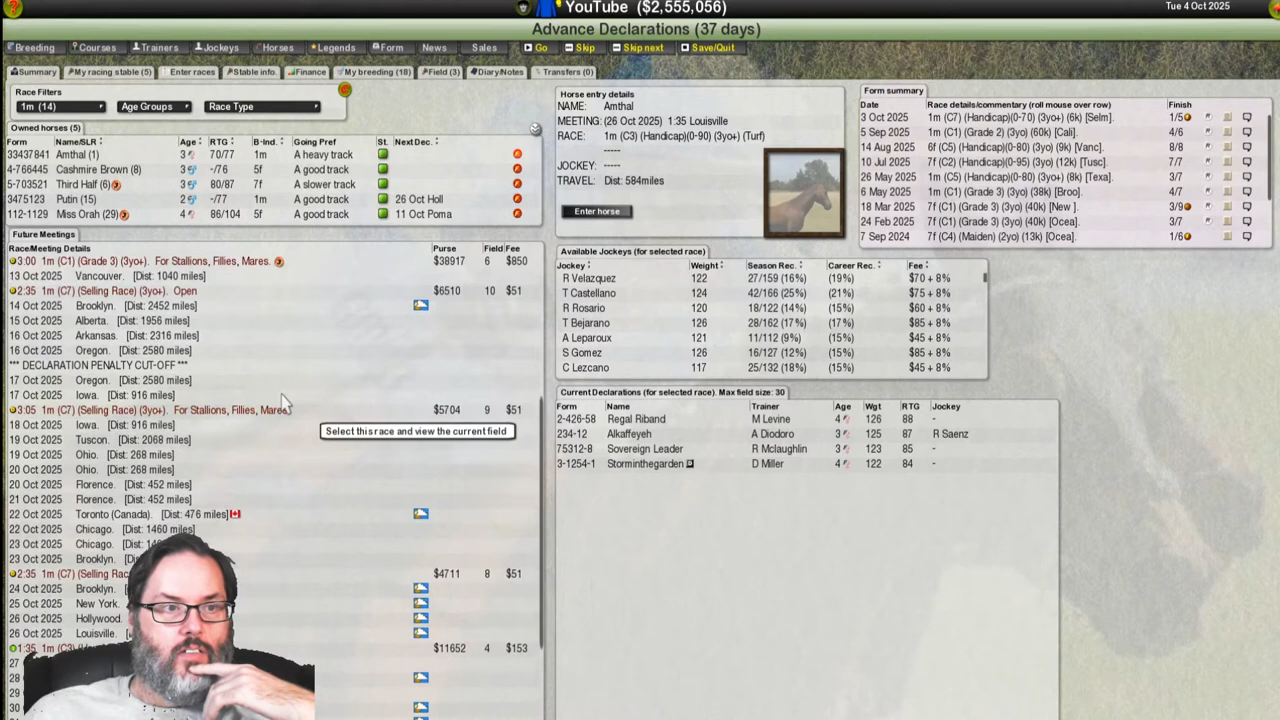 YouTube ($2,555,056)
Tue 4 Oct 2025
Advance Declarations (37 days)
Breeding Courses Trainers Jockeys Horses Legends Form News Sales Go Skip Skip next Save/Quit
Summary My racing stable (5) Enter races Stable info. Finance My breeding (18) Field (3) Diary/Notes Transfers (0)
Race Filters
1m (14) Age Groups Race Type
Owned horses (5)
Form Name/SLR Age RTG B-Ind. Going Pref St. Next Dec.
33437841 Amthal (1) 3 70/77 1m A heavy track
4-766445 Cashmire Brown (8) 3 -/76 5f A good track
5-703521 Third Half (6) 3 80/87 7f A slower track
3475123 Putin (15) 2 -/77 1m A good track 26 Oct Holl
112-1129 Miss Orah (29) 4 86/104 5f A good track 11 Oct Poma
Future Meetings
Race/Meeting Details Purse Field Fee
3:00 1m (C1) (Grade 3) (3yo+). For Stallions, Fillies, Mares. $38917 6 $850
13 Oct 2025 Vancouver. [Dist: 1040 miles]
2:35 1m (C7) (Selling Race) (3yo+). Open $6510 10 $51
14 Oct 2025 Brooklyn. [Dist: 2452 miles]
15 Oct 2025 Alberta. [Dist: 1956 miles]
16 Oct 2025 Arkansas. [Dist: 2316 miles]
16 Oct 2025 Oregon. [Dist: 2580 miles]
*** DECLARATION PENALTY CUT-OFF ***
17 Oct 2025 Oregon. [Dist: 2580 miles]
17 Oct 2025 Iowa. [Dist: 916 miles]
3:05 1m (C7) (Selling Race) (3yo+). For Stallions, Fillies, Mares. $5704 9 $51
18 Oct 2025 Iowa. [Dist: 916 miles]
Select this race and view the current field
19 Oct 2025 Tuscon. [Dist: 2068 miles]
19 Oct 2025 Ohio. [Dist: 268 miles]
20 Oct 2025 Ohio. [Dist: 268 miles]
20 Oct 2025 Florence. [Dist: 452 miles]
21 Oct 2025 Florence. [Dist: 452 miles]
22 Oct 2025 Toronto (Canada). [Dist: 476 miles]
22 Oct 2025 Chicago. [Dist: 1460 miles]
23 Oct 2025 Chicago. [Dist:
23 Oct 2025 Brooklyn.
2:35 1m (C7) (Selling $4711 8 $51
24 Oct 2025 Brooklyn.
25 Oct 2025 New York.
26 Oct 2025 Hollywood.
26 Oct 2025 Louisville.
1:35 1m (C3) $11652 4 $153
27
28
29
30
Horse entry details
NAME: Amthal
MEETING: (26 Oct 2025) 1:35 Louisville
RACE: 1m (C3) (Handicap)(0-90) (3yo+) (Turf)
-----
JOCKEY: -----
TRAVEL: Dist: 584miles
Enter horse
Form summary
Date Race details/commentary (roll mouse over row) Finish
3 Oct 2025 1m (C7) (Handicap)(0-70) (3yo+) (6k) [Selm]. 1/5
5 Sep 2025 1m (C1) (Grade 2) (3yo) (60k) [Cali]. 4/6
14 Aug 2025 6f (C5) (Handicap)(0-80) (3yo) (9k) [Vanc]. 8/8
10 Jul 2025 7f (C2) (Handicap)(0-95) (3yo) (12k) [Tusc]. 7/7
26 May 2025 1m (C5) (Handicap)(0-80) (3yo+) (8k) [Texa]. 3/7
6 May 2025 1m (C1) (Grade 3) (3yo) (38k) [Broo]. 4/7
18 Mar 2025 7f (C1) (Grade 3) (3yo) (40k) [New ]. 3/9
24 Feb 2025 7f (C1) (Grade 3) (3yo) (40k) [Ocea]. 3/7
7 Sep 2024 7f (C4) (Maiden) (2yo) (13k) [Ocea]. 1/6
Available Jockeys (for selected race)
Jockey Weight Season Rec. Career Rec. Fee
R Velazquez 122 27/159 (16%) (19%) $70 + 8%
T Castellano 124 42/166 (25%) (21%) $75 + 8%
R Rosario 120 18/122 (14%) (15%) $60 + 8%
T Bejarano 126 28/162 (17%) (17%) $85 + 8%
A Leparoux 121 11/112 (9%) (15%) $45 + 8%
S Gomez 126 16/127 (12%) (15%) $85 + 8%
C Lezcano 117 25/132 (18%) (15%) $45 + 8%
Current Declarations (for selected race). Max field size: 30
Form Name Trainer Age Wgt RTG Jockey
2-426-58 Regal Riband M Levine 4 126 88 -
234-12 Alkaffeyeh A Diodoro 3 125 87 R Saenz
75312-8 Sovereign Leader R Mclaughlin 3 123 85 -
3-1254-1 Storminthegarden D Miller 4 122 84 -